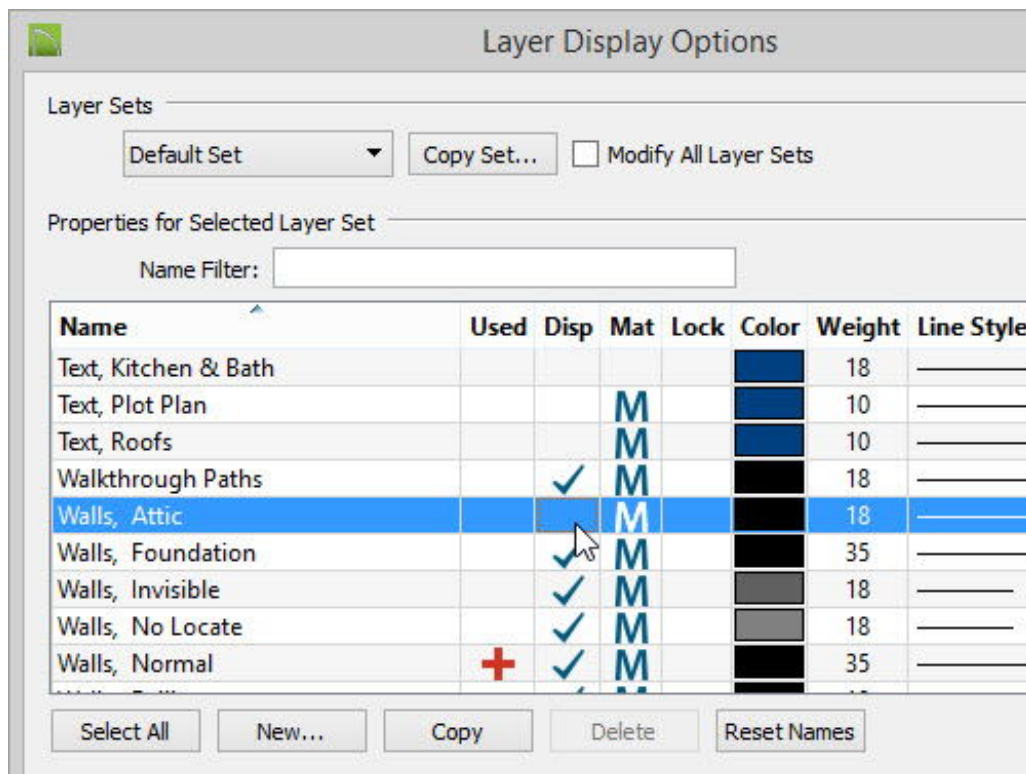 Layer Display Options
Layer Sets
Default Set Copy Set... Modify All Layer Sets
Properties for Selected Layer Set
Name Filter:
Name Used Disp Mat Lock Color Weight Line Style
Text, Kitchen & Bath 18
Text, Plot Plan M 10
Text, Roofs M 10
Walkthrough Paths M 18
Walls, Attic M 18
Walls, Foundation M 35
Walls, Invisible M 18
Walls, No Locate M 18
Walls, Normal M 35
Select All New... Copy Delete Reset Names